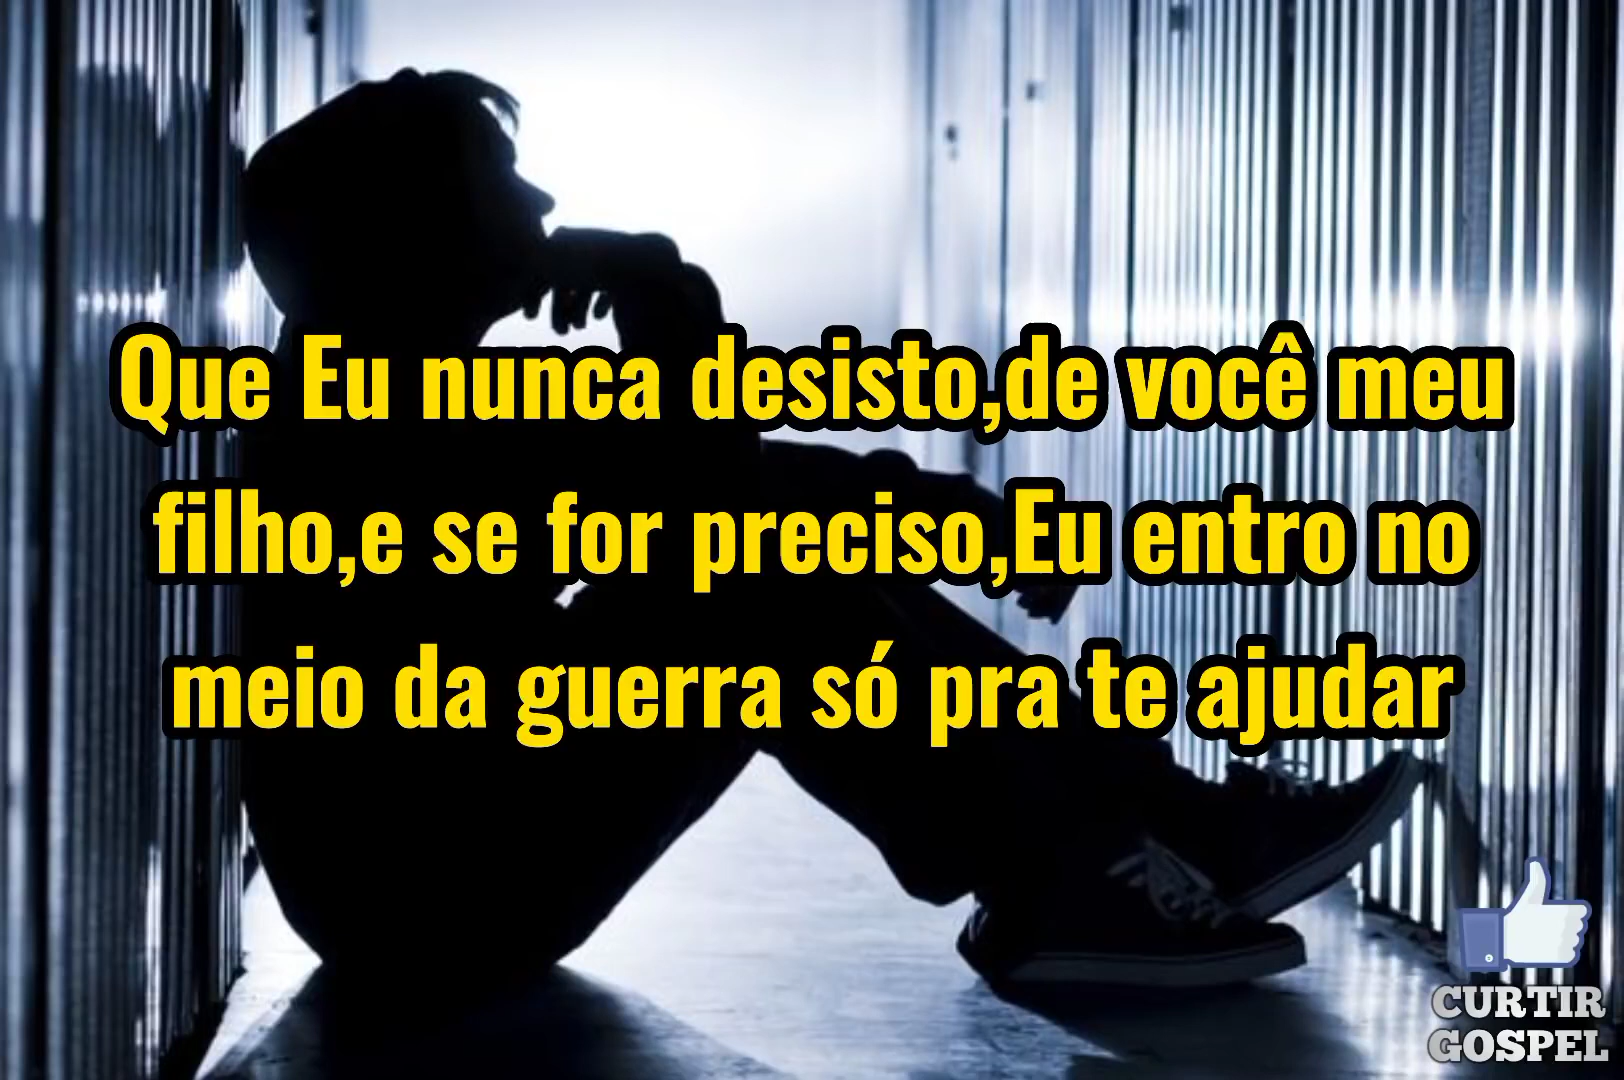 Que Eu nunca desisto,de você meu
filho,e se for preciso,Eu entro no
meio da guerra só pra te ajudar
CURTIR
GOSPEL